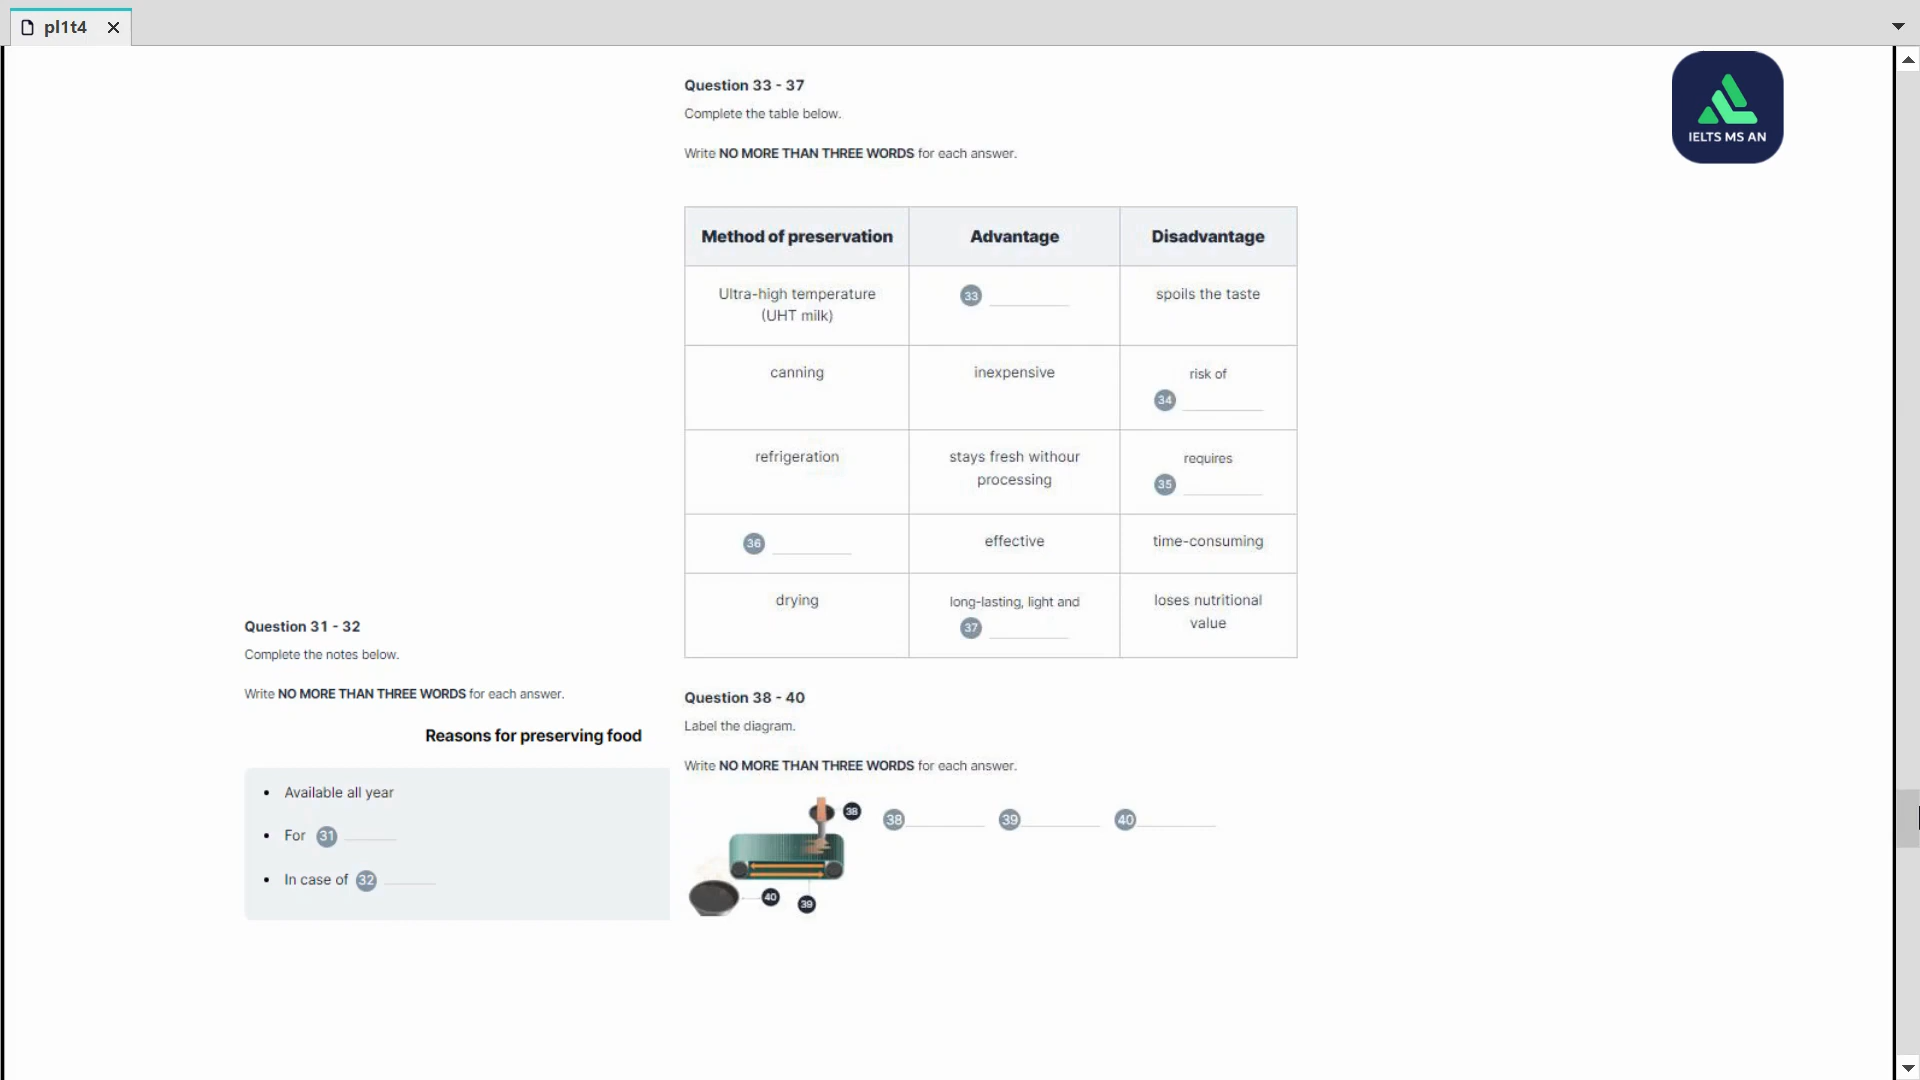 pl1t4
IELTS MS AN
Question 33 - 37
Complete the table below.
Write NO MORE THAN THREE WORDS for each answer.
Method of preservation Advantage Disadvantage
Ultra-high temperature (UHT milk) 33 spoils the taste
canning inexpensive risk of 34
refrigeration stays fresh withour processing requires 35
36 effective time-consuming
drying long-lasting, light and 37 loses nutritional value
Question 31 - 32
Complete the notes below.
Write NO MORE THAN THREE WORDS for each answer.
Reasons for preserving food
• Available all year
• For 31
• In case of 32
Question 38 - 40
Label the diagram.
Write NO MORE THAN THREE WORDS for each answer.
38 38 39 40
40 39